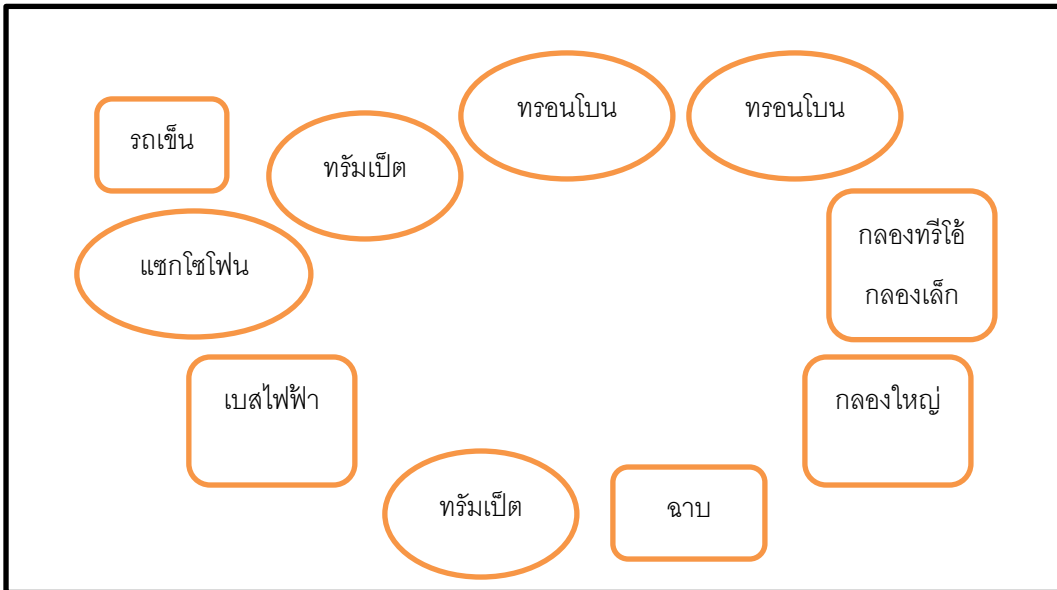 ทรอนโบน
ทรอนโบน
รถเข็น
ทรัมเป็ต
กลองทรีโอ้
กลองเล็ก
แซกโซโฟน
เบสไฟฟ้า
กลองใหญ่
ทรัมเป็ต
ฉาบ